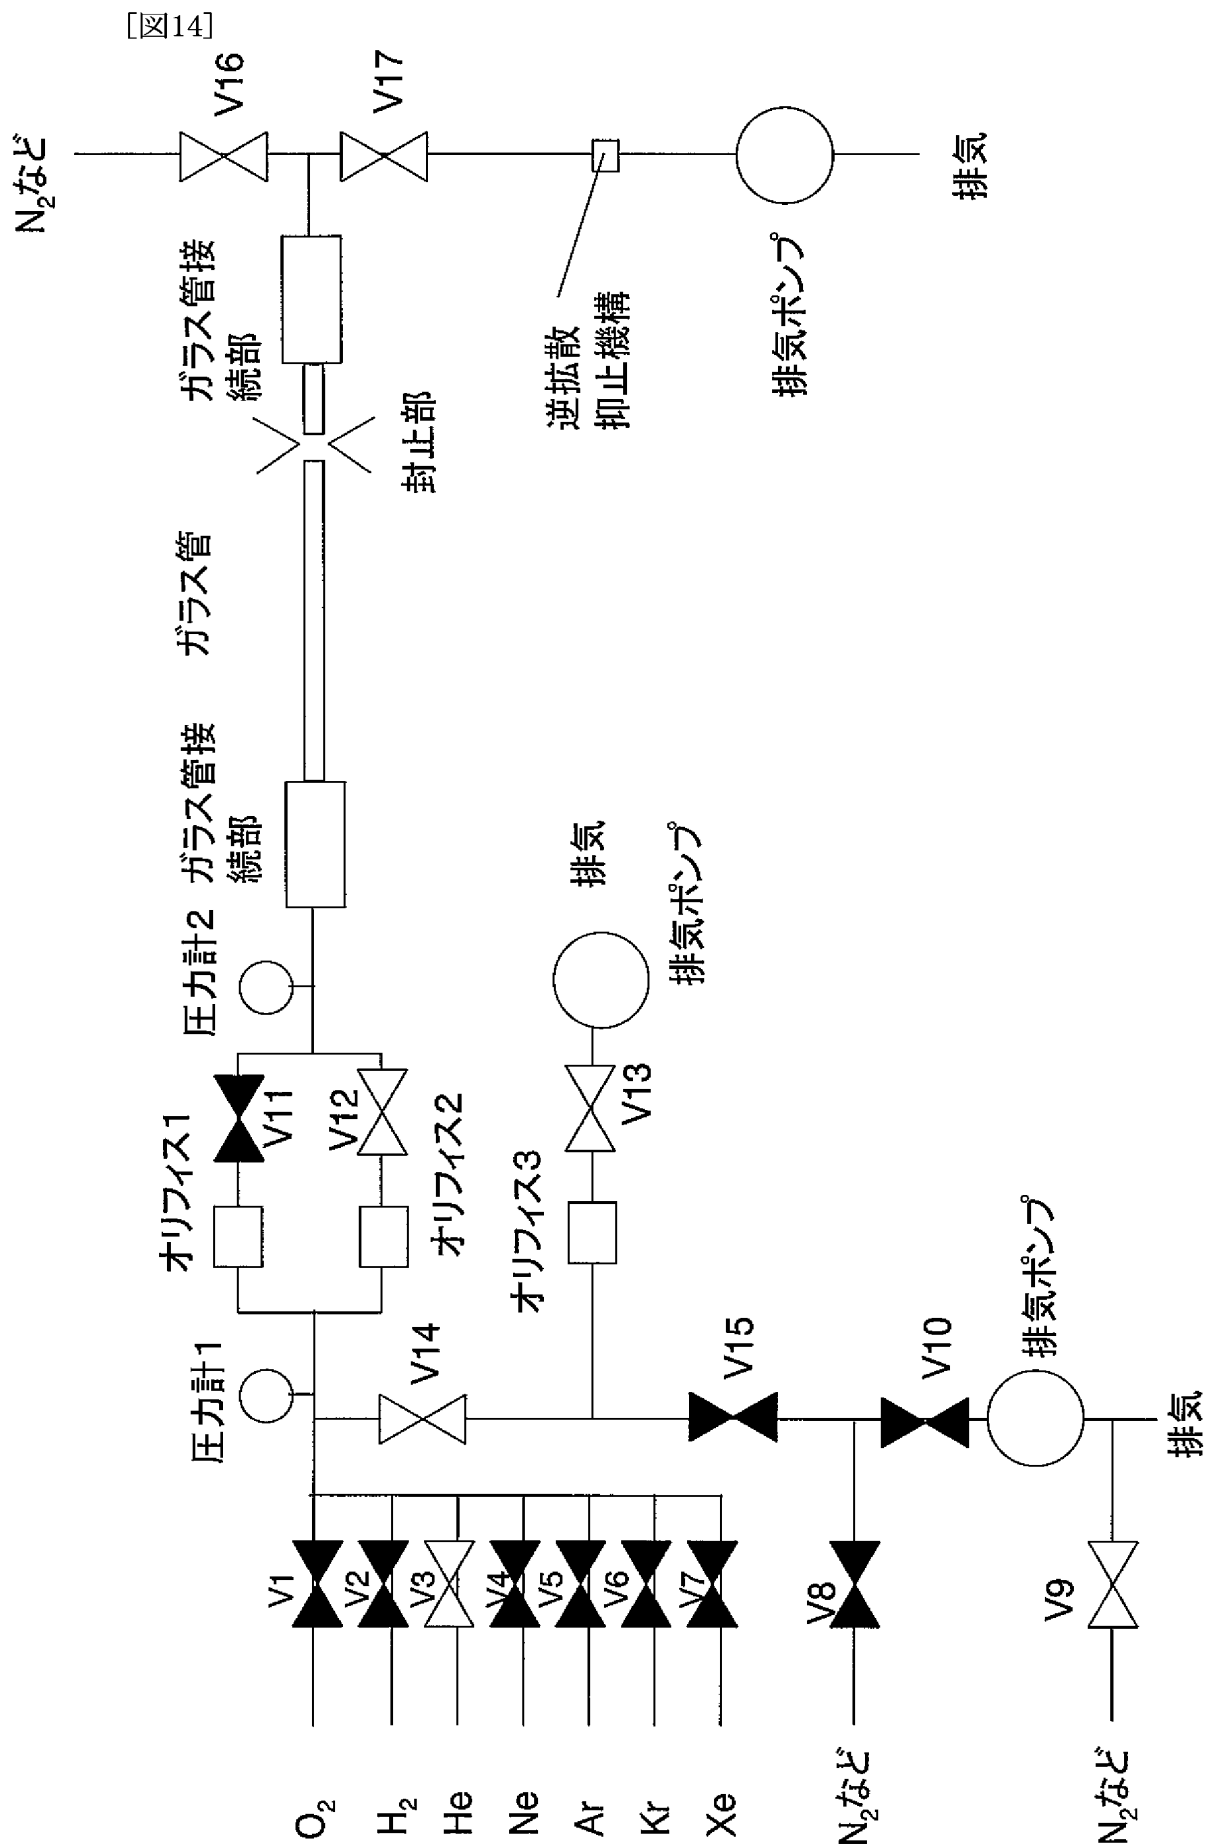 [図14]
N₂など
V16
V17
排気
ガラス管接
続部
封止部
逆拡散
抑止機構
排気ポンプ
ガラス管
ガラス管接
続部
圧力計2
排気
排気ポンプ
オリフィス1
V11
V12
オリフィス2
オリフィス3
V13
圧力計1
V14
V15
V10
排気ポンプ
排気
V1
V2
V3
V4
V5
V6
V7
V8
V9
O₂
H₂
He
Ne
Ar
Kr
Xe
N₂など
N₂など